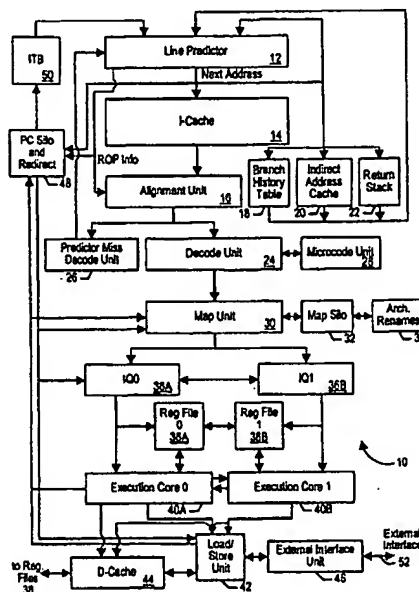 ITB
50
Line Predictor
12
Next Address
I-Cache
14
PC Silo
and
Redirect
48
ROP Info
Alignment Unit
16
Branch
History
Table
18
Indirect
Address
Cache
20
Return
Stack
22
Predictor Miss
Decode Unit
26
Decode Unit
24
Microcode Unit
28
Map Unit
30
Map Silo
32
Arch.
Renames
IQ0
36A
IQ1
36B
Reg File
0
38A
Reg File
1
38B
10
Execution Core 0
40A
Execution Core 1
40B
to Reg.
Files
38
D-Cache
44
Load/
Store
Unit
42
External Interface
Unit
46
External
Interface
52